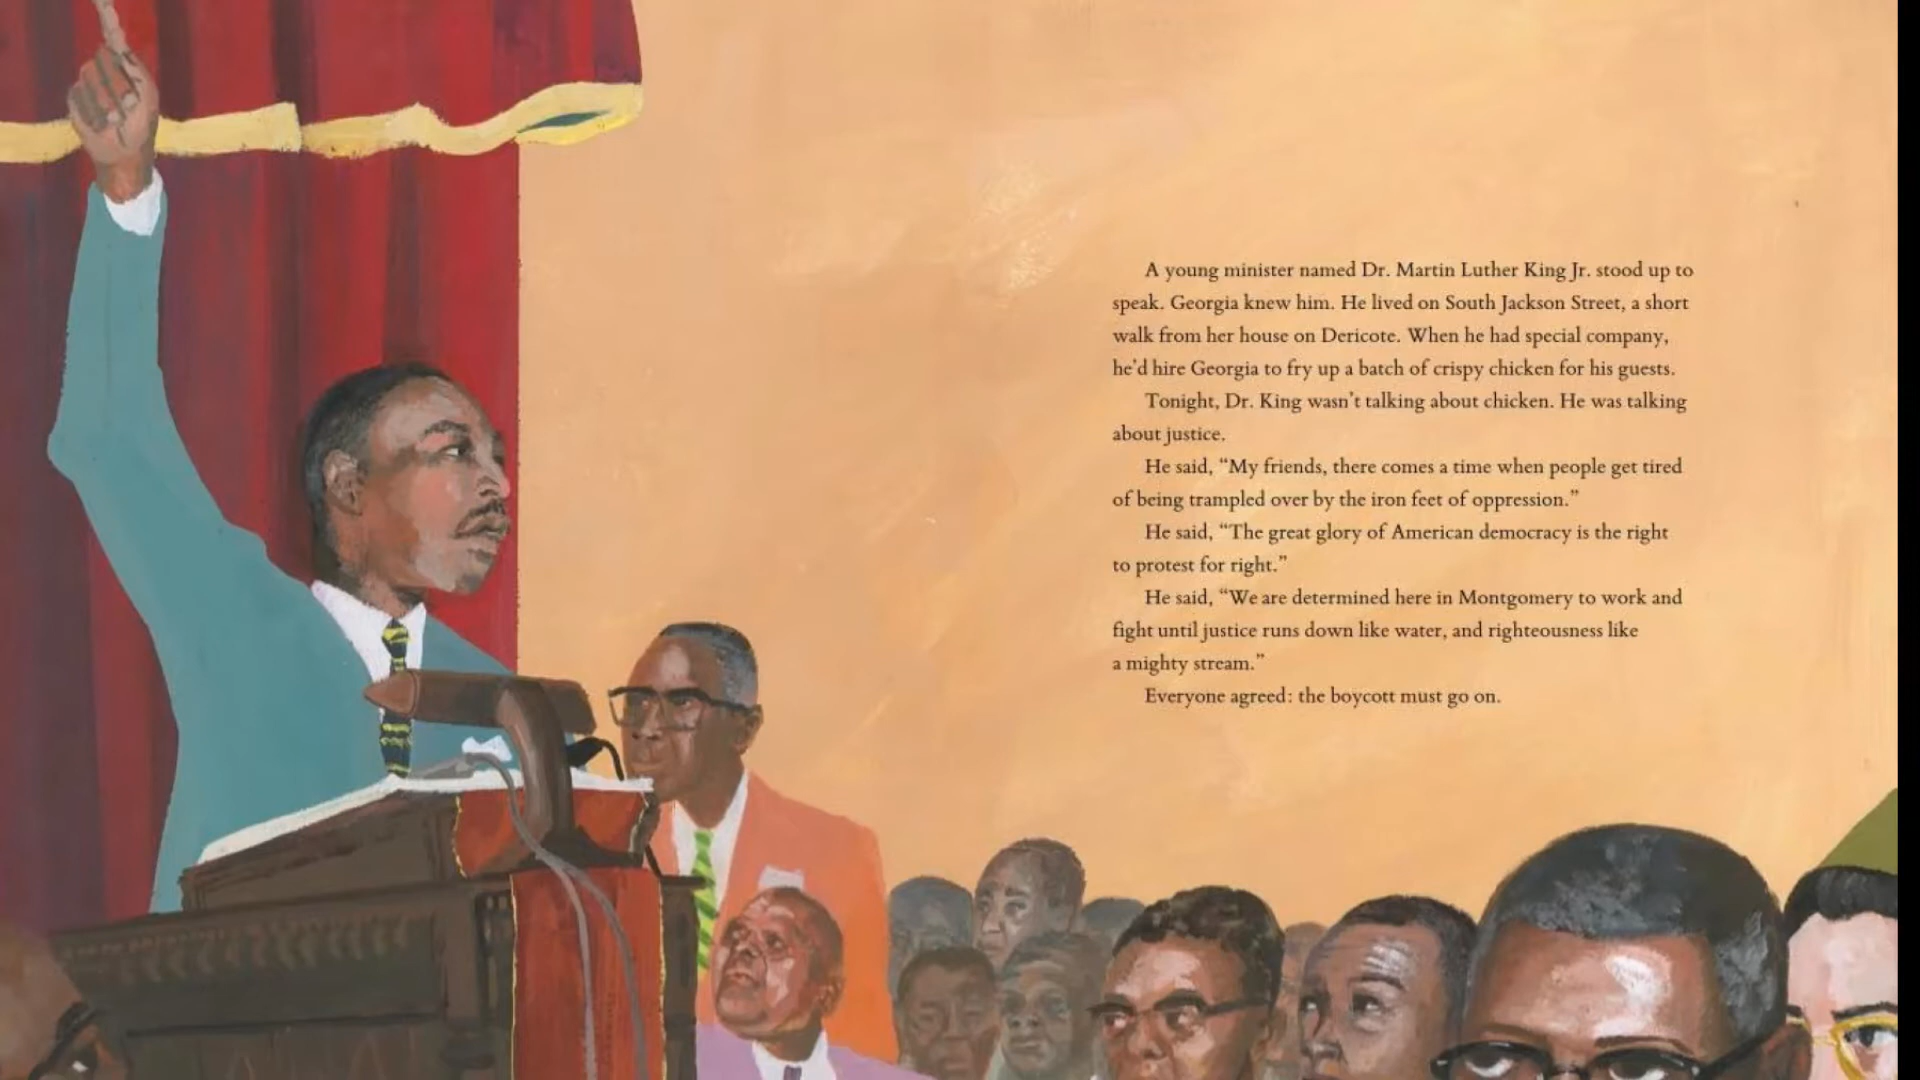 A young minister named Dr. Martin Luther King Jr. stood up to
speak. Georgia knew him. He lived on South Jackson Street, a short
walk from her house on Dericote. When he had special company,
he’d hire Georgia to fry up a batch of crispy chicken for his guests.
Tonight, Dr. King wasn’t talking about chicken. He was talking
about justice.
He said, “My friends, there comes a time when people get tired
of being trampled over by the iron feet of oppression.”
He said, “The great glory of American democracy is the right
to protest for right.”
He said, “We are determined here in Montgomery to work and
fight until justice runs down like water, and righteousness like
a mighty stream.”
Everyone agreed: the boycott must go on.